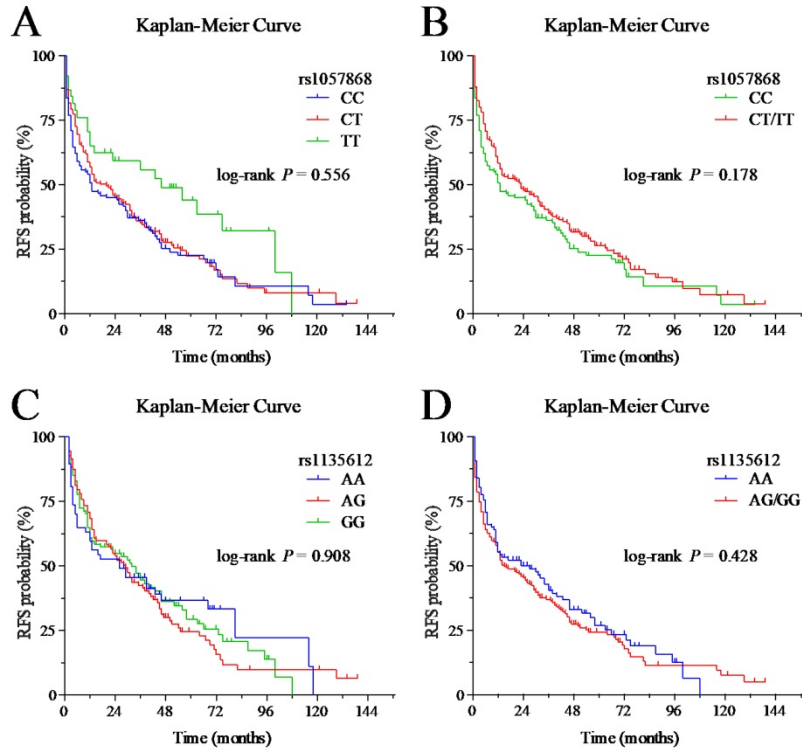 A
Kaplan-Meier Curve
rs1057868
CC
CT
TT
log-rank P = 0.556
RFS probability (%)
100
75
50
25
0
0 24 48 72 96 120 144
Time (months)
B
Kaplan-Meier Curve
rs1057868
CC
CT/TT
log-rank P = 0.178
RFS probability (%)
100
75
50
25
0
0 24 48 72 96 120 144
Time (months)
C
Kaplan-Meier Curve
rs1135612
AA
AG
GG
log-rank P = 0.908
RFS probability (%)
100
75
50
25
0
0 24 48 72 96 120 144
Time (months)
D
Kaplan-Meier Curve
rs1135612
AA
AG/GG
log-rank P = 0.428
RFS probability (%)
100
75
50
25
0
0 24 48 72 96 120 144
Time (months)